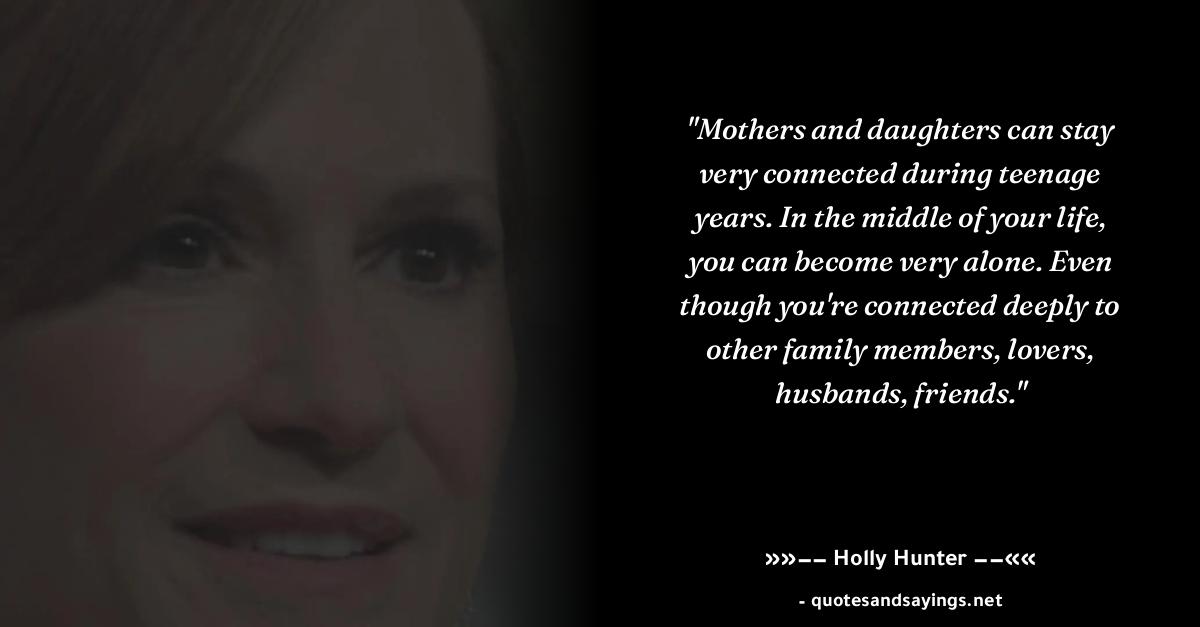 "Mothers and daughters can stay
very connected during teenage
years. In the middle of your life,
you can become very alone. Even
though you're connected deeply to
other family members, lovers,
husbands, friends."
»»−− Holly Hunter −−««
- quotesandsayings.net